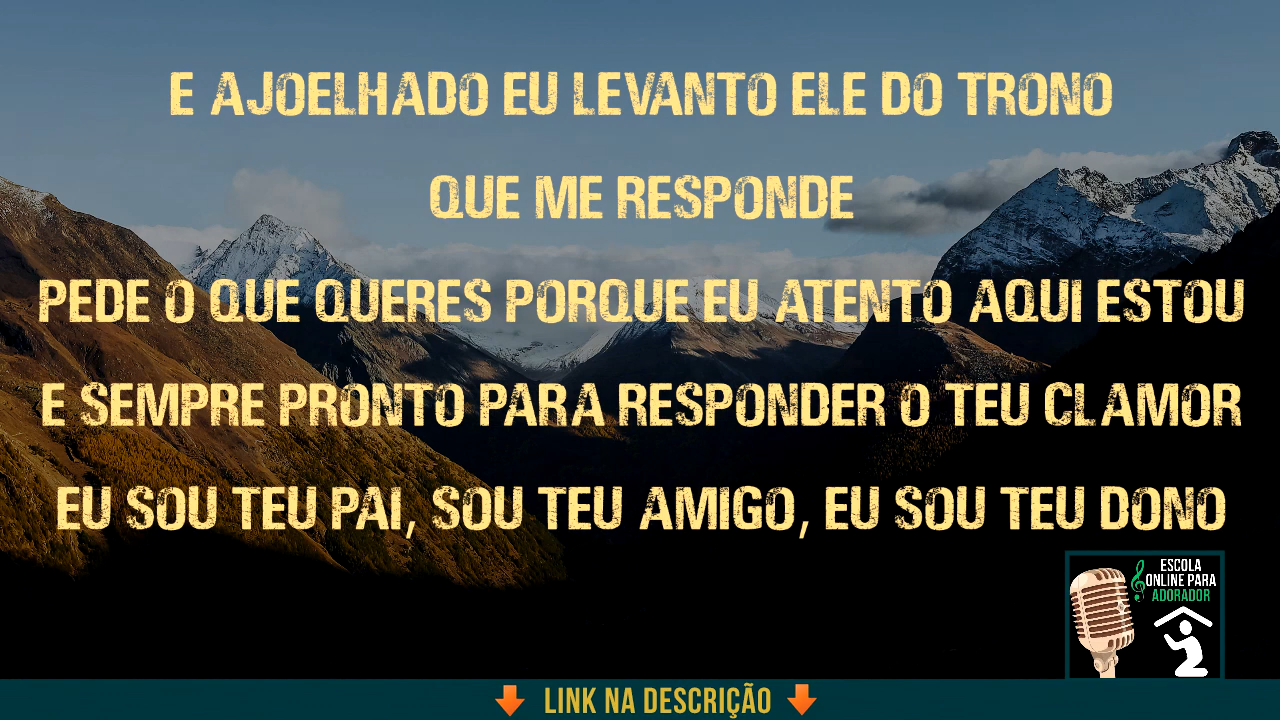 E AJOELHADO EU LEVANTO ELE DO TRONO
QUE ME RESPONDE
PEDE O QUE QUERES PORQUE EU ATENTO AQUI ESTOU
E SEMPRE PRONTO PARA RESPONDER O TEU CLAMOR
EU SOU TEU PAI, SOU TEU AMIGO, EU SOU TEU DONO
ESCOLA
ONLINE PARA
ADORADOR
LINK NA DESCRIÇÃO